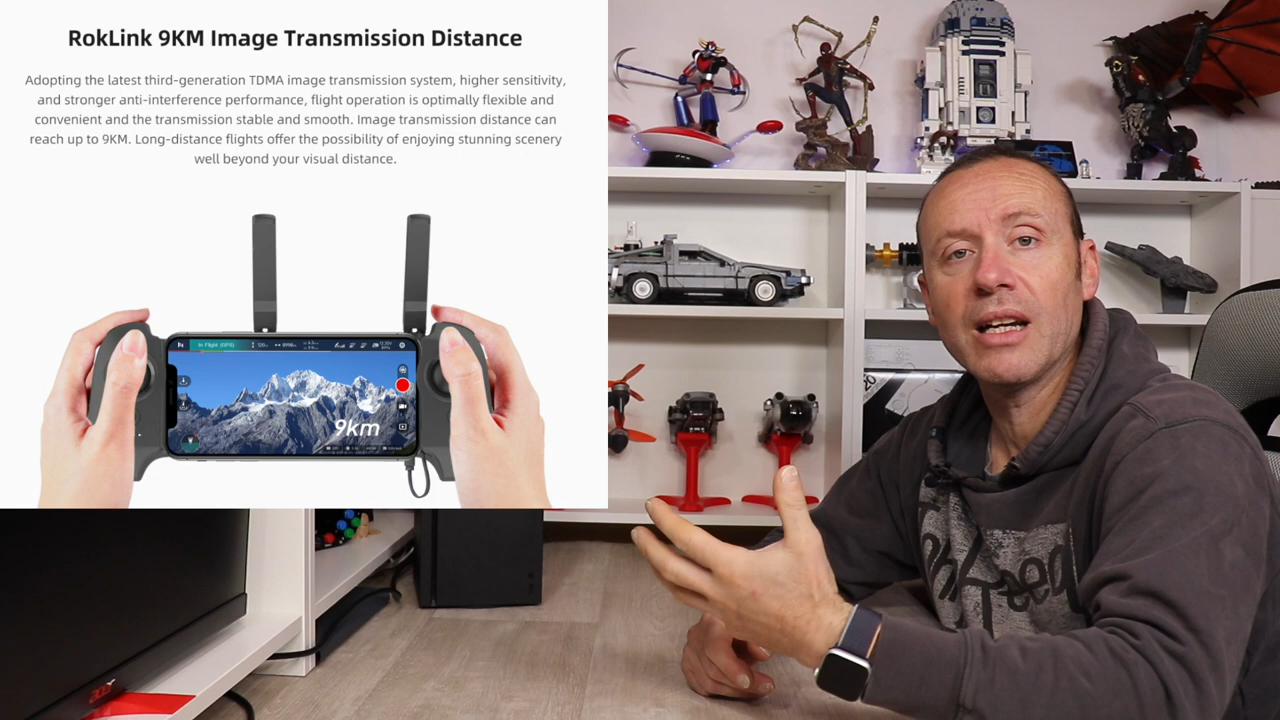 RokLink 9KM Image Transmission Distance
Adopting the latest third-generation TDMA image transmission system, higher sensitivity,
and stronger anti-interference performance, flight operation is optimally flexible and
convenient and the transmission stable and smooth. Image transmission distance can
reach up to 9KM. Long-distance flights offer the possibility of enjoying stunning scenery
well beyond your visual distance.
In Flight (GPS)
9km
acer